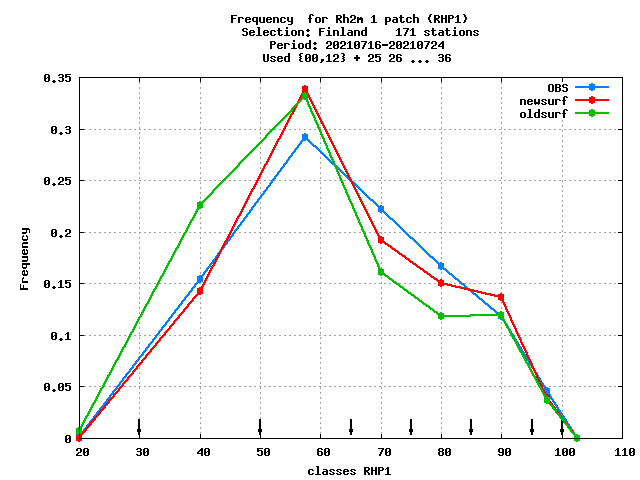 Frequency  for Rh2m 1 patch (RHP1)
Selection: Finland    171 stations
Period: 20210716-20210724
Used {00,12} + 25 26 ... 36
OBS
newsurf
oldsurf
0.35
0.3
0.25
0.2
0.15
0.1
0.05
0
Frequency
20 30 40 50 60 70 80 90 100 110
classes RHP1